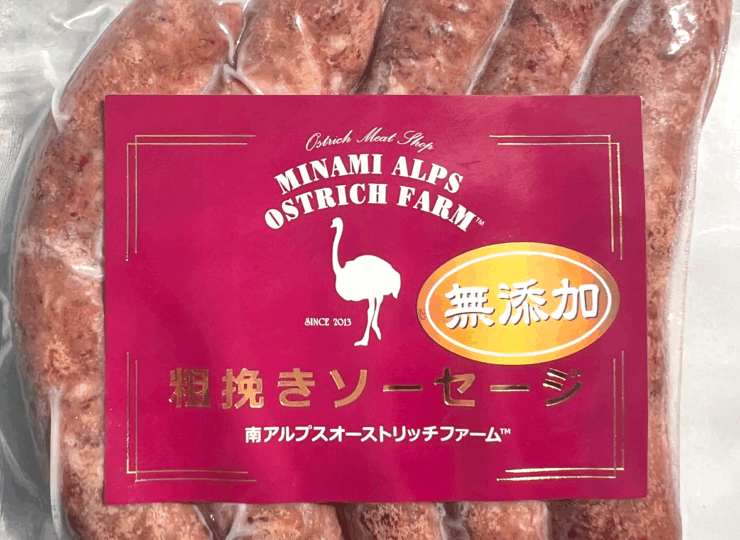 Ostrich Meat Shop
MINAMI ALPS
OSTRICH FARM™
SINCE 2013
無添加
粗挽きソーセージ
南アルプスオーストリッチファーム™